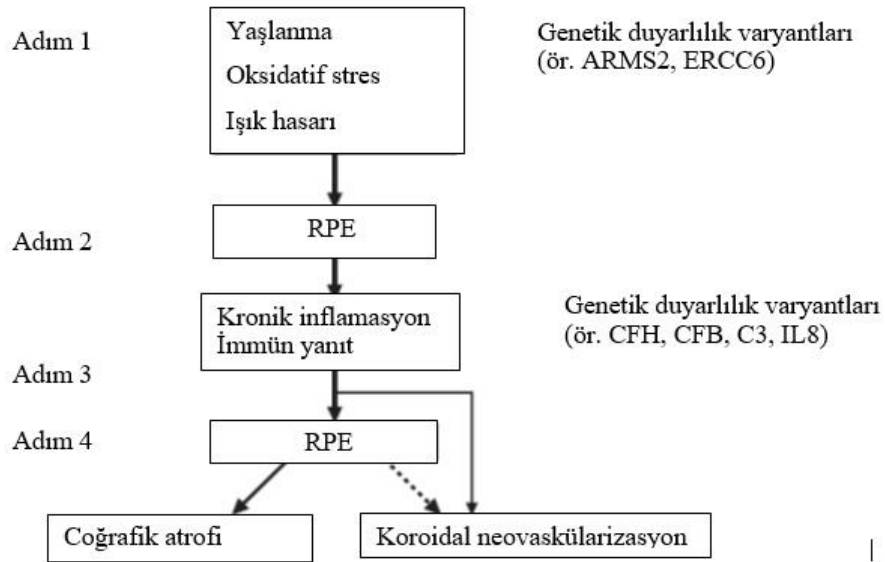 Adım 1
Yaşlanma
Oksidatif stres
Işık hasarı
Genetik duyarlılık varyantları
(ör. ARMS2, ERCC6)
Adım 2
RPE
Kronik inflamasyon
İmmün yanıt
Genetik duyarlılık varyantları
(ör. CFH, CFB, C3, IL8)
Adım 3
Adım 4
RPE
Coğrafik atrofi
Koroidal neovaskülarizasyon